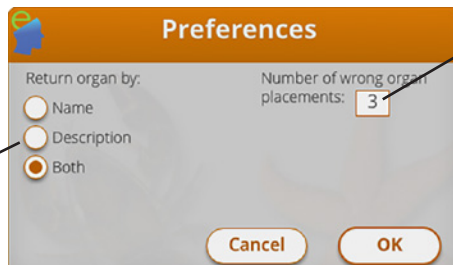 Preferences
Return organ by:
Name
Description
Both
Number of wrong organ
placements: 3
Cancel
OK